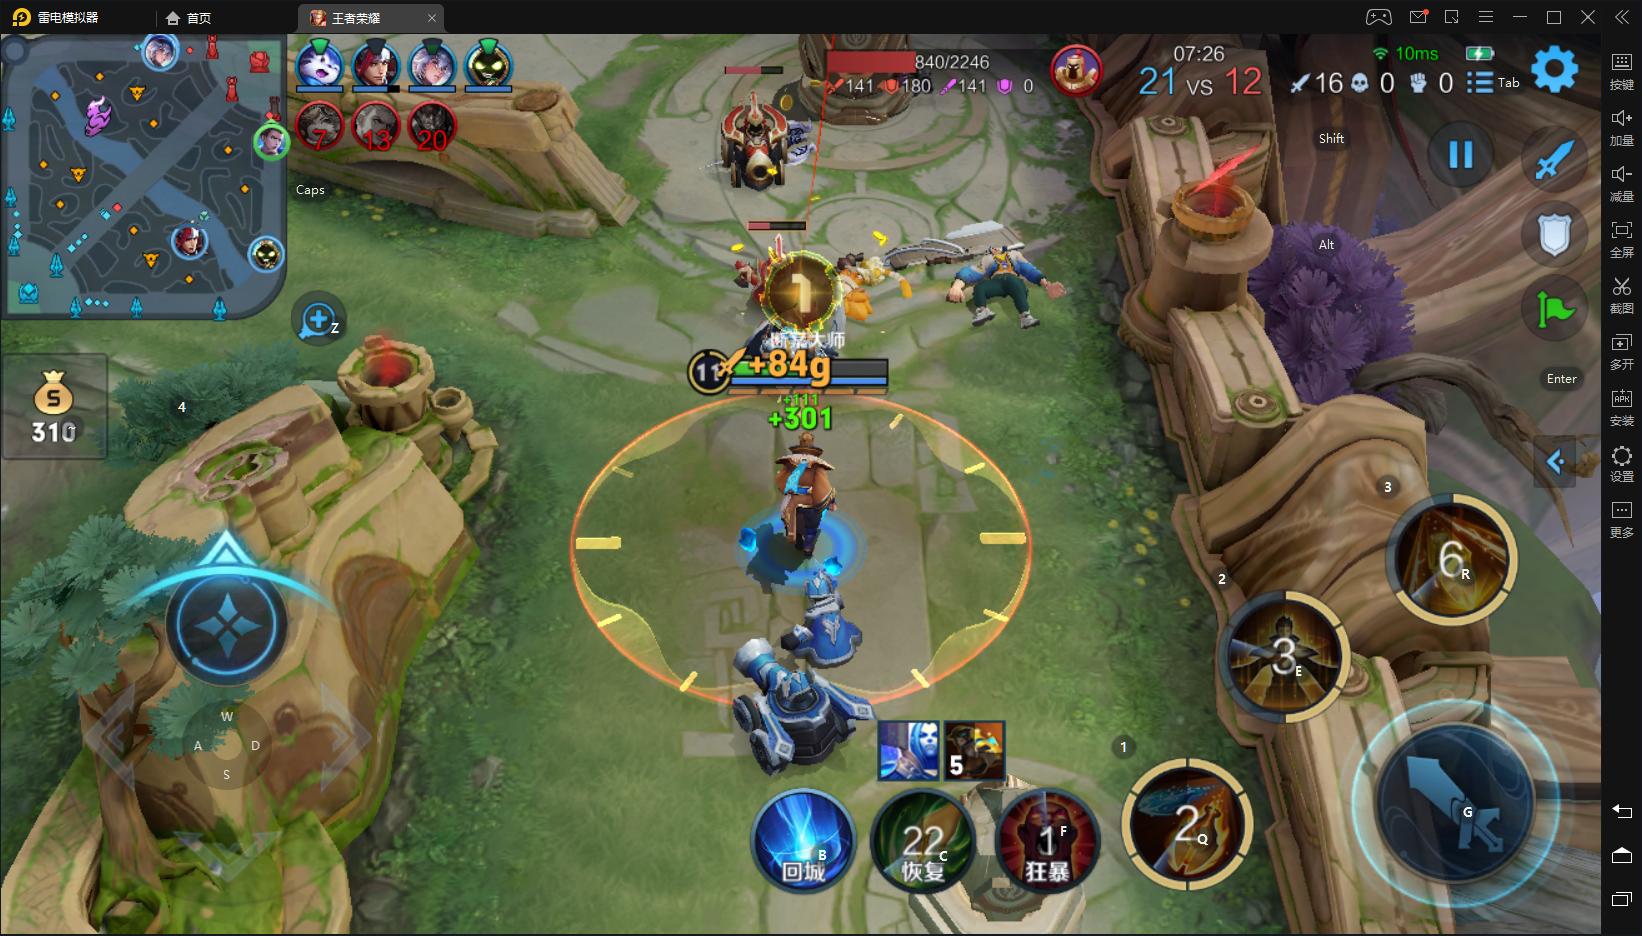 雷电模拟器
首页
王者荣耀
840/2246
141 180 141 0
07:26
21 VS 12
10ms
16 0 0 Tab
7 13 20
Caps
Shift
Alt
Enter
Z
310
4
1
11 +84g
+111
+301
W
A D
S
3
6 R
2
3 E
1
2 Q
G
5
B
回城
22 C
恢复
1 F
狂暴
按键
加量
减量
全屏
截图
多开
APK
安装
设置
更多